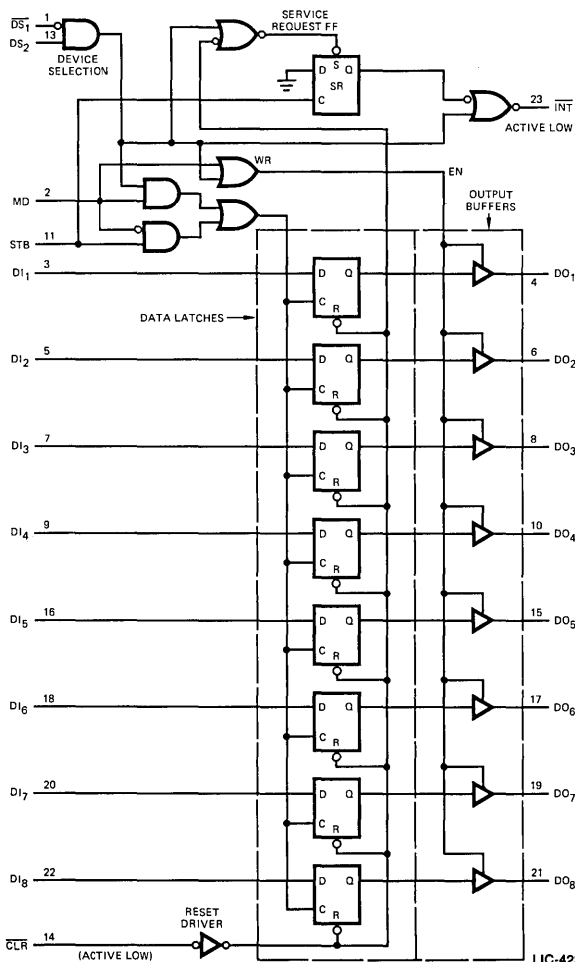 SERVICE
REQUEST FF
DS1 1
DS2 13
DEVICE
SELECTION
S
D Q
SR
C
23 INT
ACTIVE LOW
WR
EN
MD 2
OUTPUT
BUFFERS
STB 11
DI1 3
D Q
C
R
4 DO1
DATA LATCHES
DI2 5
D Q
C
R
6 DO2
DI3 7
D Q
C
R
8 DO3
DI4 9
D Q
C
R
10 DO4
DI5 16
D Q
C
R
15 DO5
DI6 18
D Q
C
R
17 DO6
DI7 20
D Q
C
R
19 DO7
DI8 22
D Q
C
R
21 DO8
RESET
DRIVER
CLR 14
(ACTIVE LOW)
LIC-42